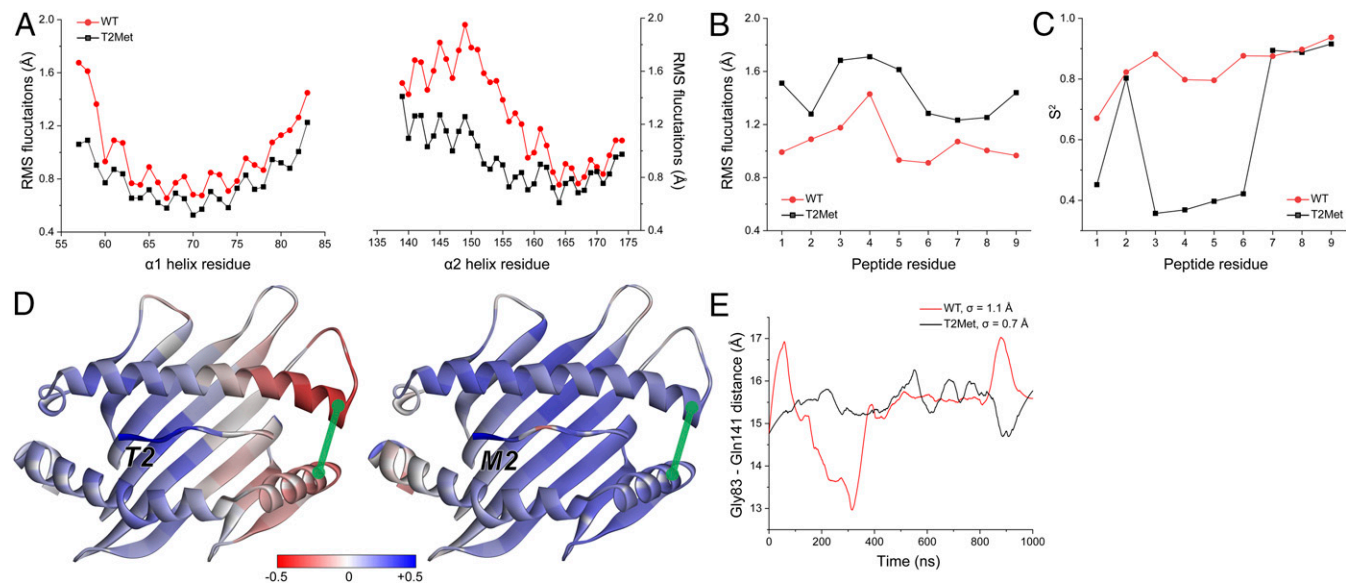 A
WT
T2Met
RMS flucutaitons (Å)
2.0
1.6
1.2
0.8
0.4
55 60 65 70 75 80 85
α1 helix residue
135 140 145 150 155 160 165 170 175
α2 helix residue
2.0
1.6
1.2
0.8
0.4
RMS flucutaitons (Å)
B
RMS flucutaitons (Å)
2.0
1.6
1.2
0.8
0.4
WT
T2Met
1 2 3 4 5 6 7 8 9
Peptide residue
C
S²
1.0
0.8
0.6
0.4
WT
T2Met
1 2 3 4 5 6 7 8 9
Peptide residue
D
T2
M2
-0.5 0 +0.5
E
WT, σ = 1.1 Å
T2Met, σ = 0.7 Å
Gly83 - Gln141 distance (Å)
17
16
15
14
13
0 200 400 600 800 1000
Time (ns)